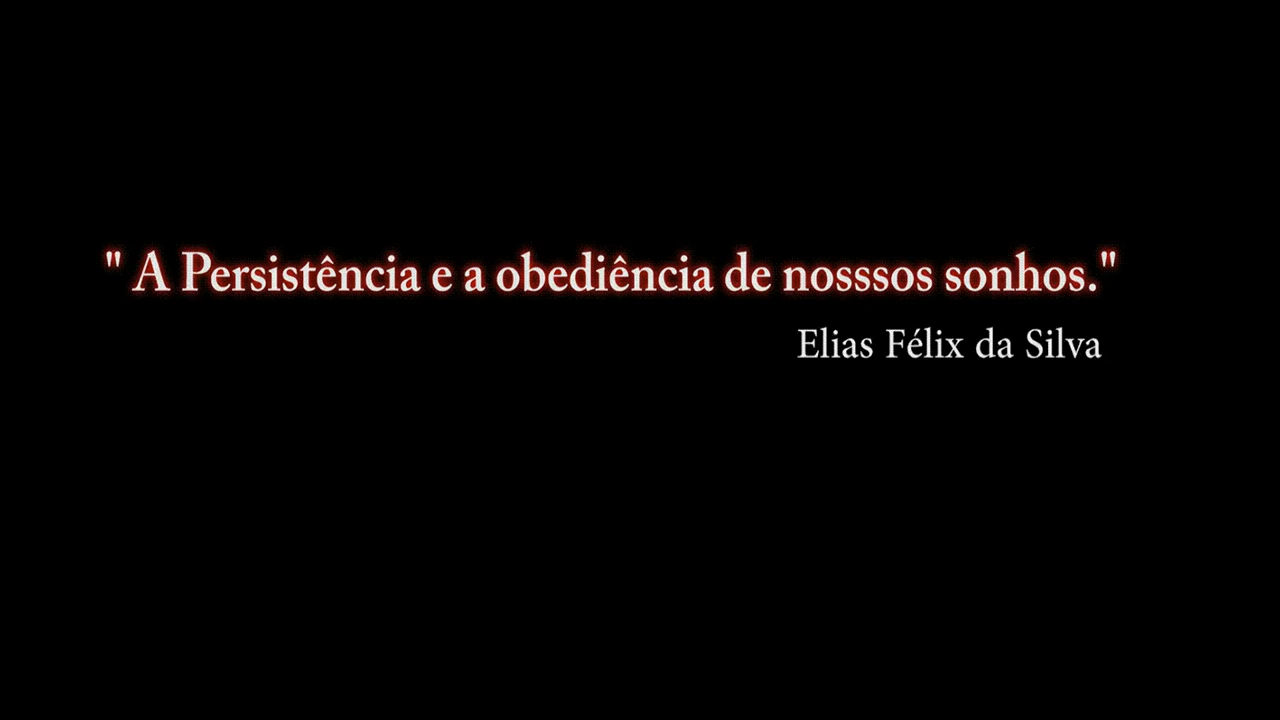 " A Persistência e a obediência de nosssos sonhos."
Elias Félix da Silva